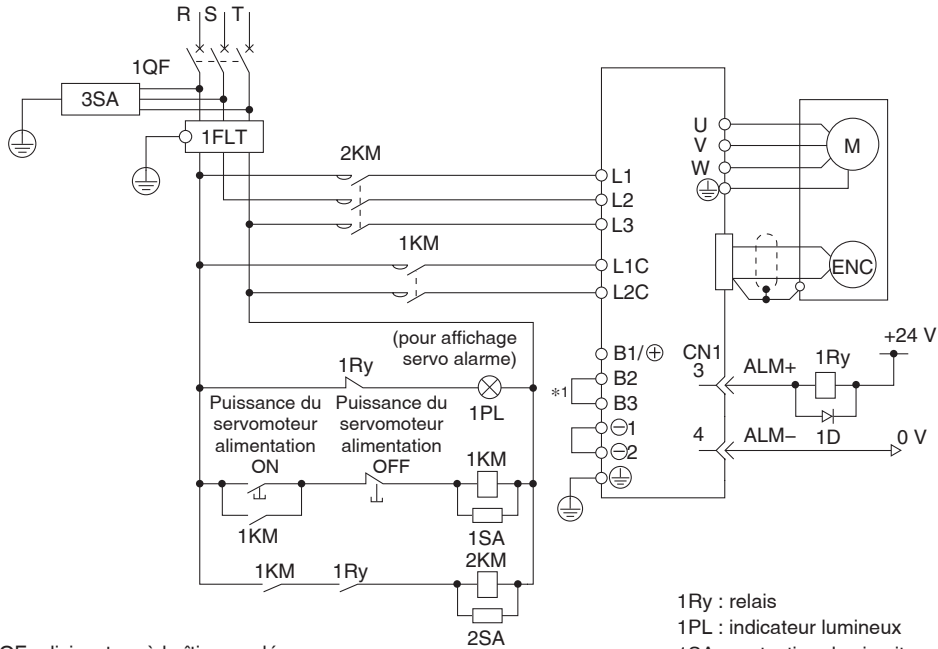 R S T
1QF
3SA
1FLT
2KM
U
V
W
M
L1
L2
L3
1KM
L1C
L2C
ENC
(pour affichage
servo alarme)
+24 V
B1/⊕
CN1
3
ALM+
1Ry
1Ry
B2
*1
B3
1PL
Puissance du
servomoteur
alimentation
ON
Puissance du
servomoteur
alimentation
OFF
⊖1
⊖2
4
ALM–
1D
0 V
1KM
1SA
1KM
2KM
1KM
1Ry
2SA
1Ry : relais
1PL : indicateur lumineux